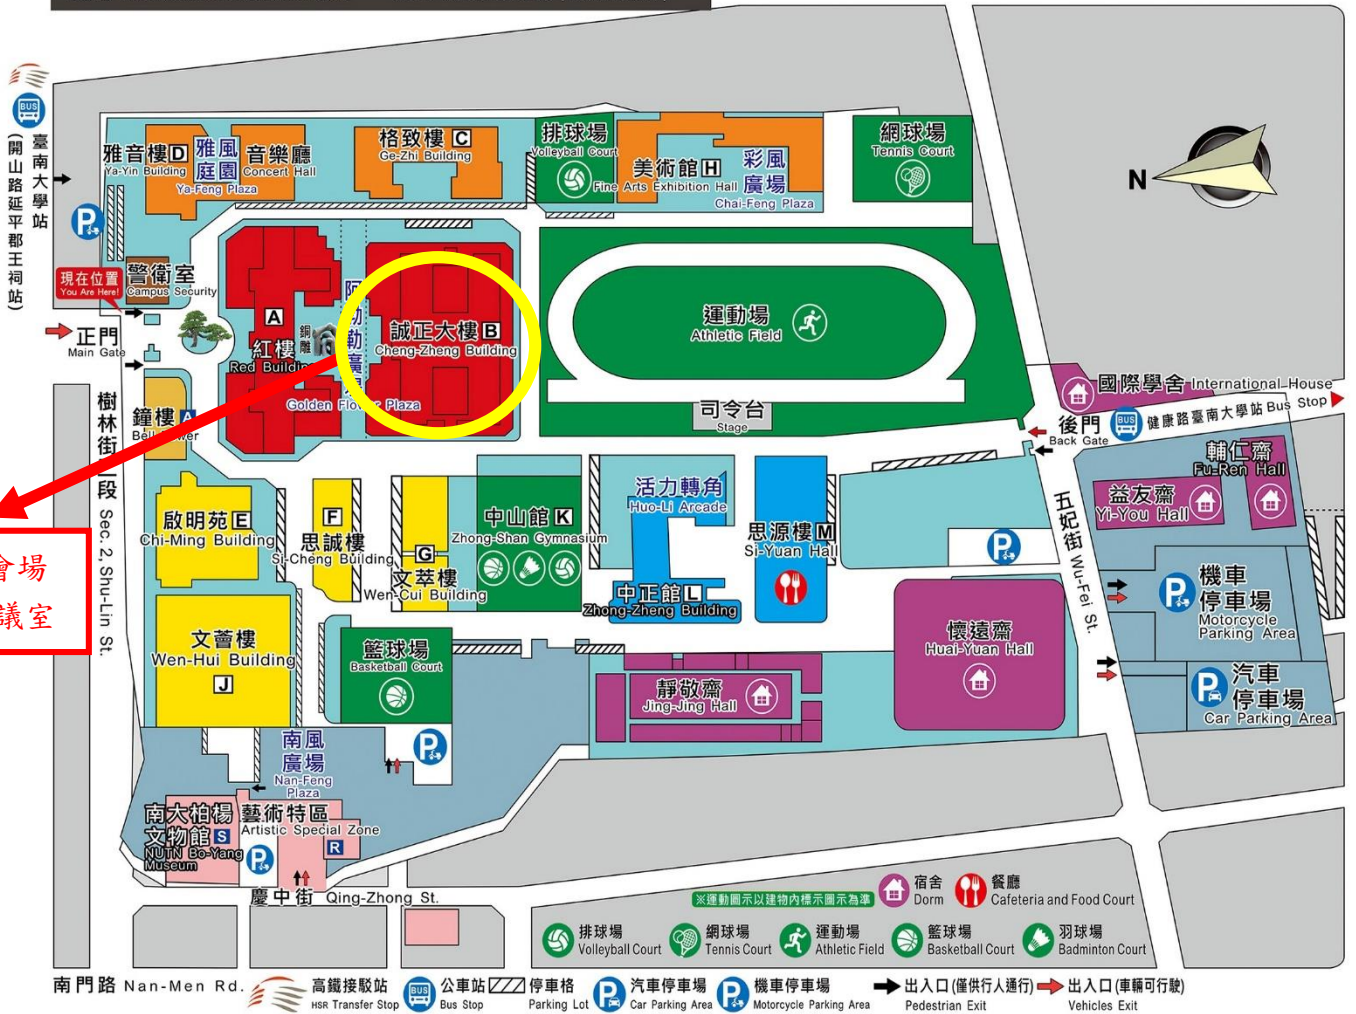 臺南大學站
(開山路延平郡王祠站)
BUS
雅音樓 D
Ya-Yin Building
雅風
庭園
Ya-Feng Plaza
音樂廳
Concert Hall
格致樓 C
Ge-Zhi Building
排球場
Volleyball Court
美術館 H
Fine Arts Exhibition Hall
彩風
廣場
Chai-Feng Plaza
網球場
Tennis Court
N
P
警衛室
Campus Security
現在位置
You Are Here!
正門
Main Gate
A
紅樓
Red Building
銅雕
Golden Flower Plaza
誠正大樓 B
Cheng-Zheng Building
運動場
Athletic Field
司令台
Stage
國際學舍 International House
後門
Back Gate
BUS
健康路臺南大學站 Bus Stop
鐘樓 A
樹林街
二段 Sec. 2, Shu-Lin St.
會場
議室
啟明苑 E
Chi-Ming Building
F
思誠樓
Si-Cheng Building
G
文萃樓
Wen-Cui Building
中山館 K
Zhong-Shan Gymnasium
活力轉角
Huo-Li Arcade
中正館 L
Zhong-Zheng Building
思源樓 M
Si-Yuan Hall
P
五妃街 Wu-Fei St.
輔仁齋
Fu-Ren Hall
益友齋
Yi-You Hall
P
機車
停車場
Motorcycle
Parking Area
P
汽車
停車場
Car Parking Area
文薈樓
Wen-Hui Building
J
籃球場
Basketball Court
靜敬齋
Jing-Jing Hall
懷遠齋
Huai-Yuan Hall
P
南風
廣場
Nan-Feng
Plaza
南大柏楊
文物館 S
NUTN Bo-Yang
Museum
藝術特區
Artistic Special Zone
R
P
慶中街 Qing-Zhong St.
※運動圖示以建物內標示圖示為準
宿舍
Dorm
餐廳
Cafeteria and Food Court
排球場
Volleyball Court
網球場
Tennis Court
運動場
Athletic Field
籃球場
Basketball Court
羽球場
Badminton Court
南門路 Nan-Men Rd.
高鐵接駁站
HSR Transfer Stop
BUS
公車站
Bus Stop
停車格
Parking Lot
P
汽車停車場
Car Parking Area
P
機車停車場
Motorcycle Parking Area
出入口(僅供行人通行)
Pedestrian Exit
出入口(車輛可行駛)
Vehicles Exit